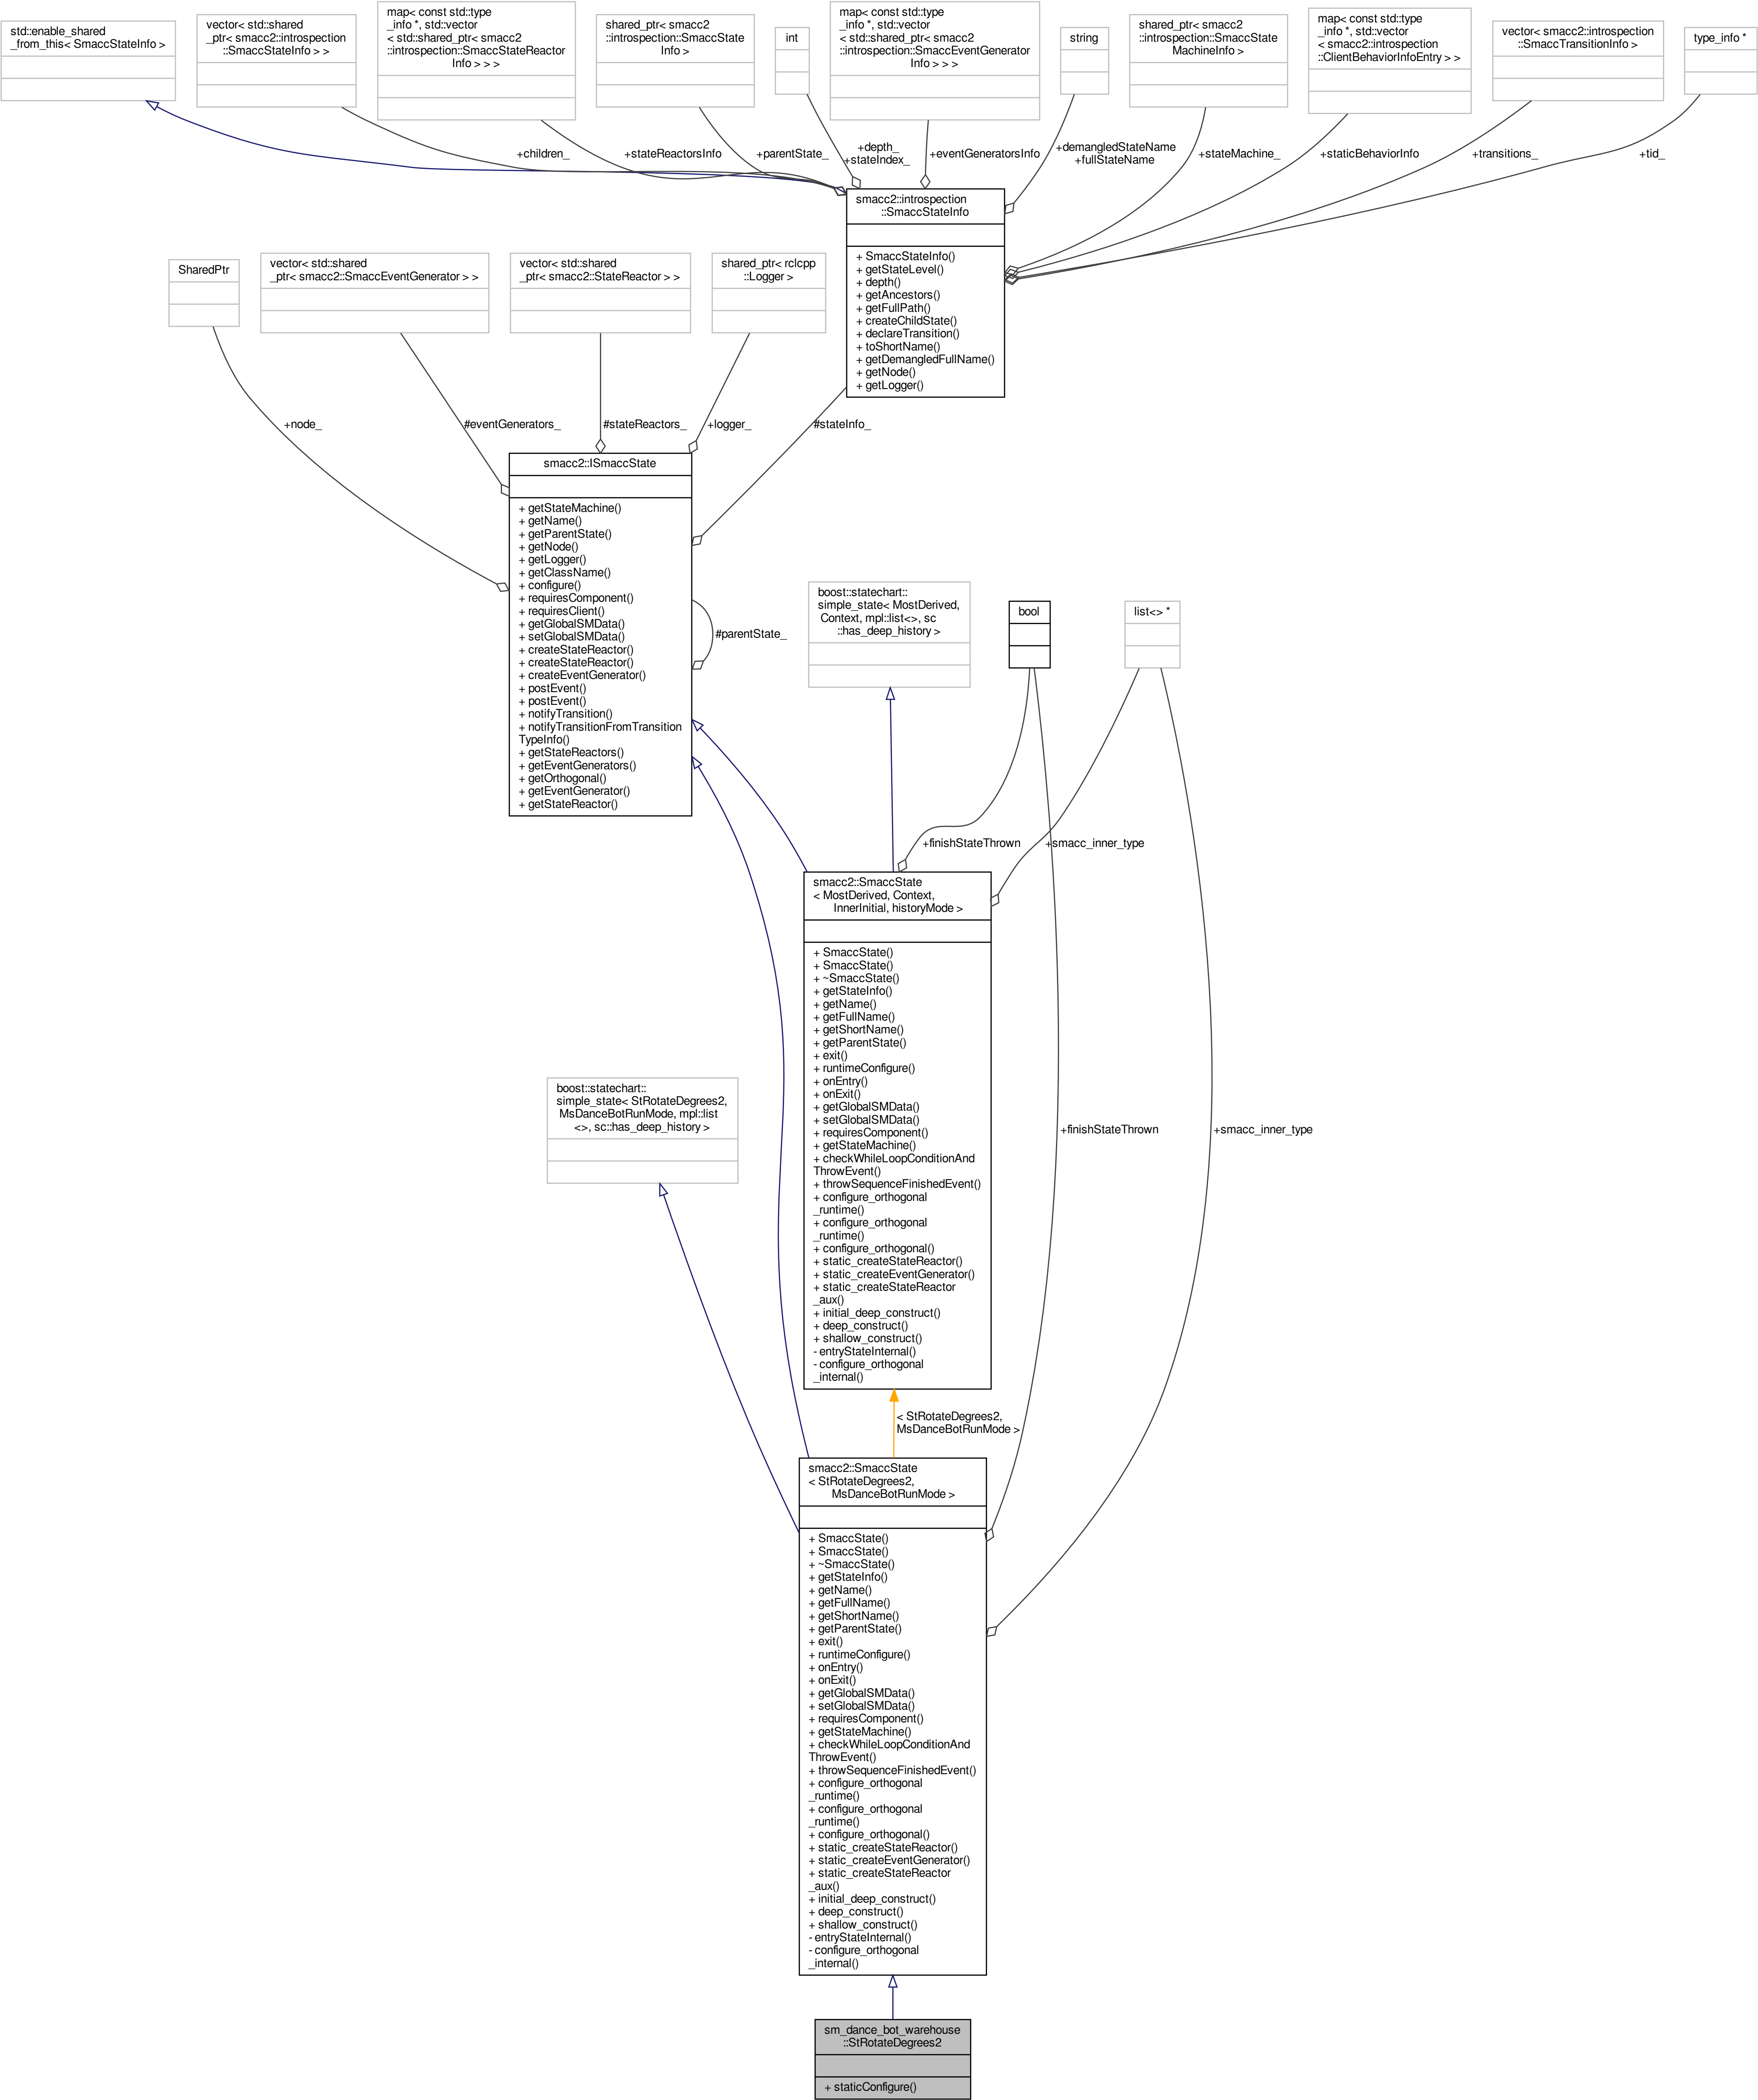 std::enable_shared
_from_this< SmaccStateInfo >
vector< std::shared
_ptr< smacc2::introspection
::SmaccStateInfo > >
map< const std::type
_info *, std::vector
< std::shared_ptr< smacc2
::introspection::SmaccStateReactor
Info > > >
shared_ptr< smacc2
::introspection::SmaccState
Info >
int
map< const std::type
_info *, std::vector
< std::shared_ptr< smacc2
::introspection::SmaccEventGenerator
Info > > >
string
shared_ptr< smacc2
::introspection::SmaccState
MachineInfo >
map< const std::type
_info *, std::vector
< smacc2::introspection
::ClientBehaviorInfoEntry > >
vector< smacc2::introspection
::SmaccTransitionInfo >
type_info *
+children_
+stateReactorsInfo
+parentState_
+depth_
+stateIndex_
+eventGeneratorsInfo
+demangledStateName
+fullStateName
+stateMachine_
+staticBehaviorInfo
+transitions_
+tid_
smacc2::introspection
::SmaccStateInfo
+ SmaccStateInfo()
+ getStateLevel()
+ depth()
+ getAncestors()
+ getFullPath()
+ createChildState()
+ declareTransition()
+ toShortName()
+ getDemangledFullName()
+ getNode()
+ getLogger()
SharedPtr
vector< std::shared
_ptr< smacc2::SmaccEventGenerator > >
vector< std::shared
_ptr< smacc2::StateReactor > >
shared_ptr< rclcpp
::Logger >
+node_
#eventGenerators_
#stateReactors_
+logger_
#stateInfo_
smacc2::ISmaccState
+ getStateMachine()
+ getName()
+ getParentState()
+ getNode()
+ getLogger()
+ getClassName()
+ configure()
+ requiresComponent()
+ requiresClient()
+ getGlobalSMData()
+ setGlobalSMData()
+ createStateReactor()
+ createStateReactor()
+ createEventGenerator()
+ postEvent()
+ postEvent()
+ notifyTransition()
+ notifyTransitionFromTransition
TypeInfo()
+ getStateReactors()
+ getEventGenerators()
+ getOrthogonal()
+ getEventGenerator()
+ getStateReactor()
#parentState_
boost::statechart::
simple_state< MostDerived,
Context, mpl::list<>, sc
::has_deep_history >
bool
list<> *
+finishStateThrown
+smacc_inner_type
smacc2::SmaccState
< MostDerived, Context,
InnerInitial, historyMode >
+ SmaccState()
+ SmaccState()
+ ~SmaccState()
+ getStateInfo()
+ getName()
+ getFullName()
+ getShortName()
+ getParentState()
+ exit()
+ runtimeConfigure()
+ onEntry()
+ onExit()
+ getGlobalSMData()
+ setGlobalSMData()
+ requiresComponent()
+ getStateMachine()
+ checkWhileLoopConditionAnd
ThrowEvent()
+ throwSequenceFinishedEvent()
+ configure_orthogonal
_runtime()
+ configure_orthogonal
_runtime()
+ configure_orthogonal()
+ static_createStateReactor()
+ static_createEventGenerator()
+ static_createStateReactor
_aux()
+ initial_deep_construct()
+ deep_construct()
+ shallow_construct()
- entryStateInternal()
- configure_orthogonal
_internal()
boost::statechart::
simple_state< StRotateDegrees2,
MsDanceBotRunMode, mpl::list
<>, sc::has_deep_history >
+finishStateThrown
+smacc_inner_type
< StRotateDegrees2,
MsDanceBotRunMode >
smacc2::SmaccState
< StRotateDegrees2,
MsDanceBotRunMode >
+ SmaccState()
+ SmaccState()
+ ~SmaccState()
+ getStateInfo()
+ getName()
+ getFullName()
+ getShortName()
+ getParentState()
+ exit()
+ runtimeConfigure()
+ onEntry()
+ onExit()
+ getGlobalSMData()
+ setGlobalSMData()
+ requiresComponent()
+ getStateMachine()
+ checkWhileLoopConditionAnd
ThrowEvent()
+ throwSequenceFinishedEvent()
+ configure_orthogonal
_runtime()
+ configure_orthogonal
_runtime()
+ configure_orthogonal()
+ static_createStateReactor()
+ static_createEventGenerator()
+ static_createStateReactor
_aux()
+ initial_deep_construct()
+ deep_construct()
+ shallow_construct()
- entryStateInternal()
- configure_orthogonal
_internal()
sm_dance_bot_warehouse
::StRotateDegrees2
+ staticConfigure()